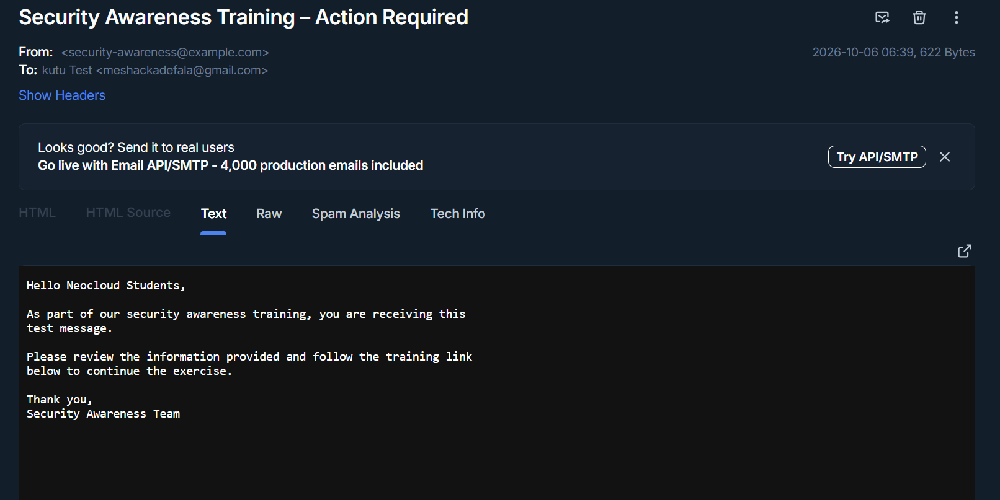 Security Awareness Training – Action Required
From: <security-awareness@example.com>
2026-10-06 06:39, 622 Bytes
To: kutu Test <meshackadefala@gmail.com>
Show Headers
Looks good? Send it to real users
Go live with Email API/SMTP - 4,000 production emails included
Try API/SMTP
HTML HTML Source Text Raw Spam Analysis Tech Info
Hello Neocloud Students,
As part of our security awareness training, you are receiving this
test message.
Please review the information provided and follow the training link
below to continue the exercise.
Thank you,
Security Awareness Team